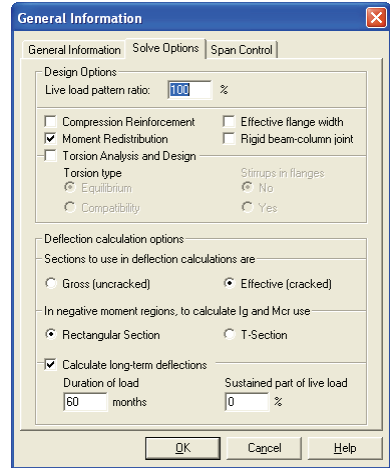 General Information
General Information Solve Options Span Control
Design Options
Live load pattern ratio: 100 %
Compression Reinforcement Effective flange width
Moment Redistribution Rigid beam-column joint
Torsion Analysis and Design
Torsion type Stirrups in flanges
Equilibrium No
Compatibility Yes
Deflection calculation options
Sections to use in deflection calculations are
Gross (uncracked) Effective (cracked)
In negative moment regions, to calculate Ig and Mcr use
Rectangular Section T-Section
Calculate long-term deflections
Duration of load Sustained part of live load
60 months 0 %
OK Cancel Help